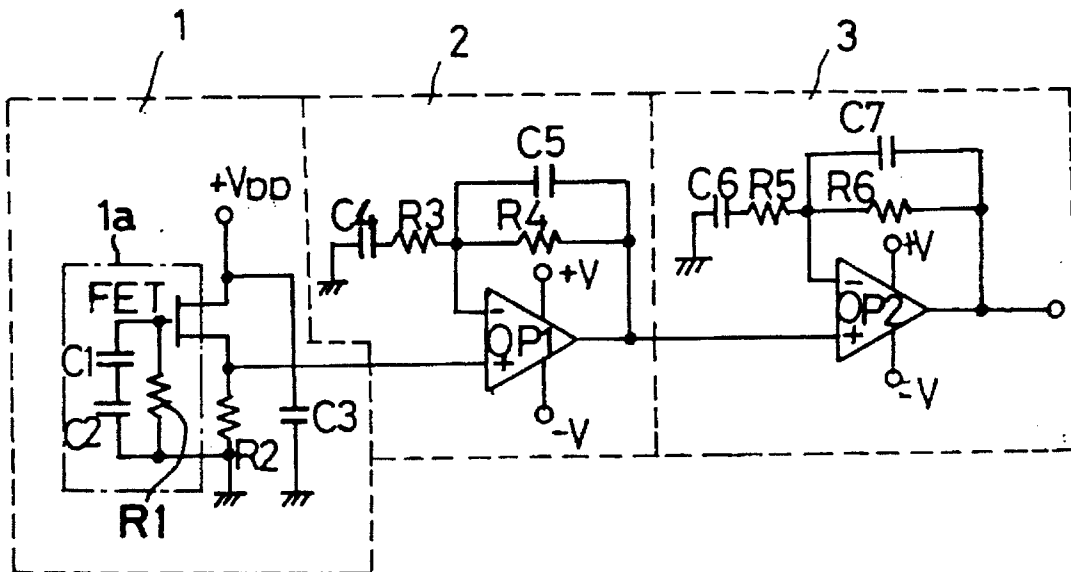 1
2
3
C7
C5
+VDD
C6
R5
R6
C4
R3
R4
1a
+V
+V
FET
-
OP1
+
-
OP2
+
C1
C2
R2
C3
-V
-V
R1